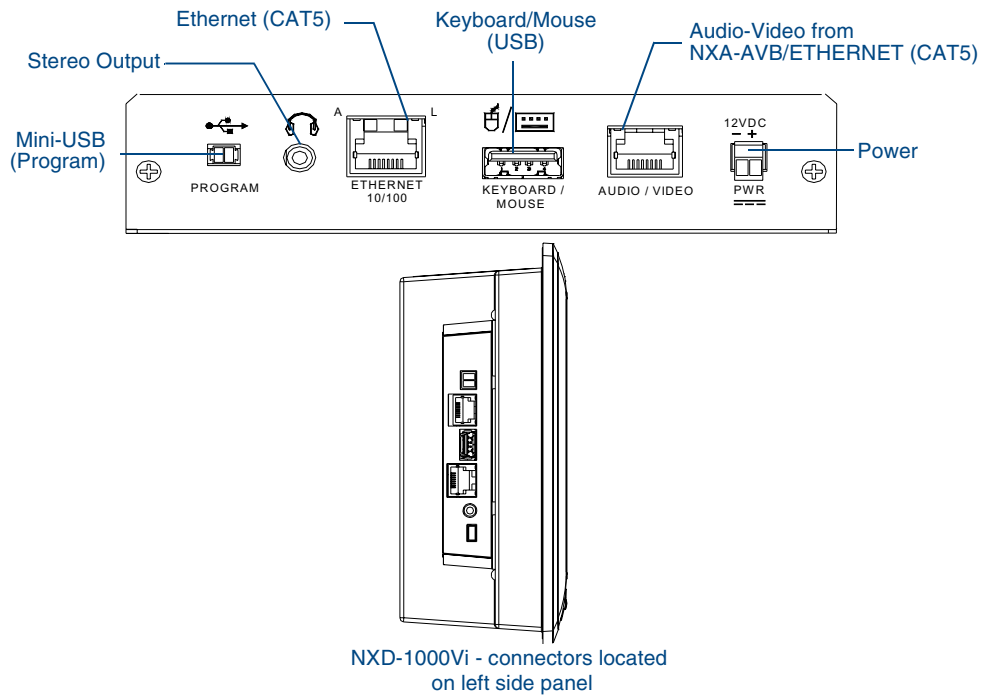 Ethernet (CAT5)
Keyboard/Mouse
(USB)
Audio-Video from
NXA-AVB/ETHERNET (CAT5)
Stereo Output
Mini-USB
(Program)
Power
A
L
12VDC
- +
PROGRAM
ETHERNET
10/100
KEYBOARD /
MOUSE
AUDIO / VIDEO
PWR
NXD-1000Vi - connectors located
on left side panel